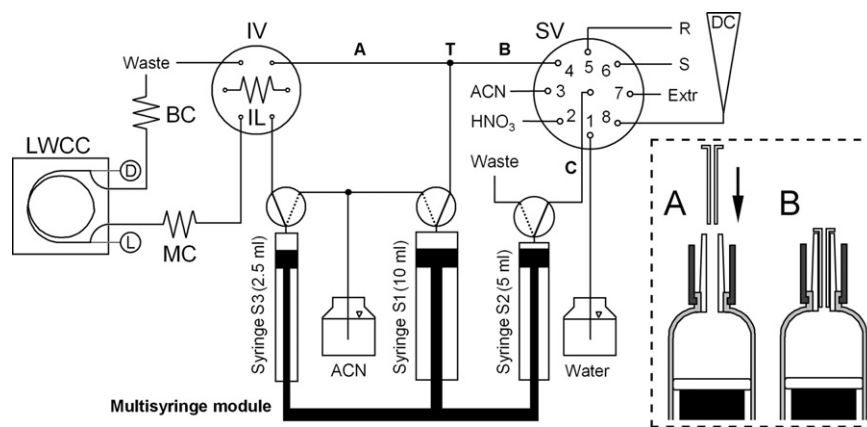 IV
A
T
B
SV
R
DC
Waste
4
5
6
S
ACN
3
7
Extr
IL
BC
HNO₃
2
1
8
LWCC
D
Waste
C
L
MC
A
B
Syringe S3 (2.5 ml)
Syringe S1 (10 ml)
Syringe S2 (5 ml)
ACN
Water
Multisyringe module